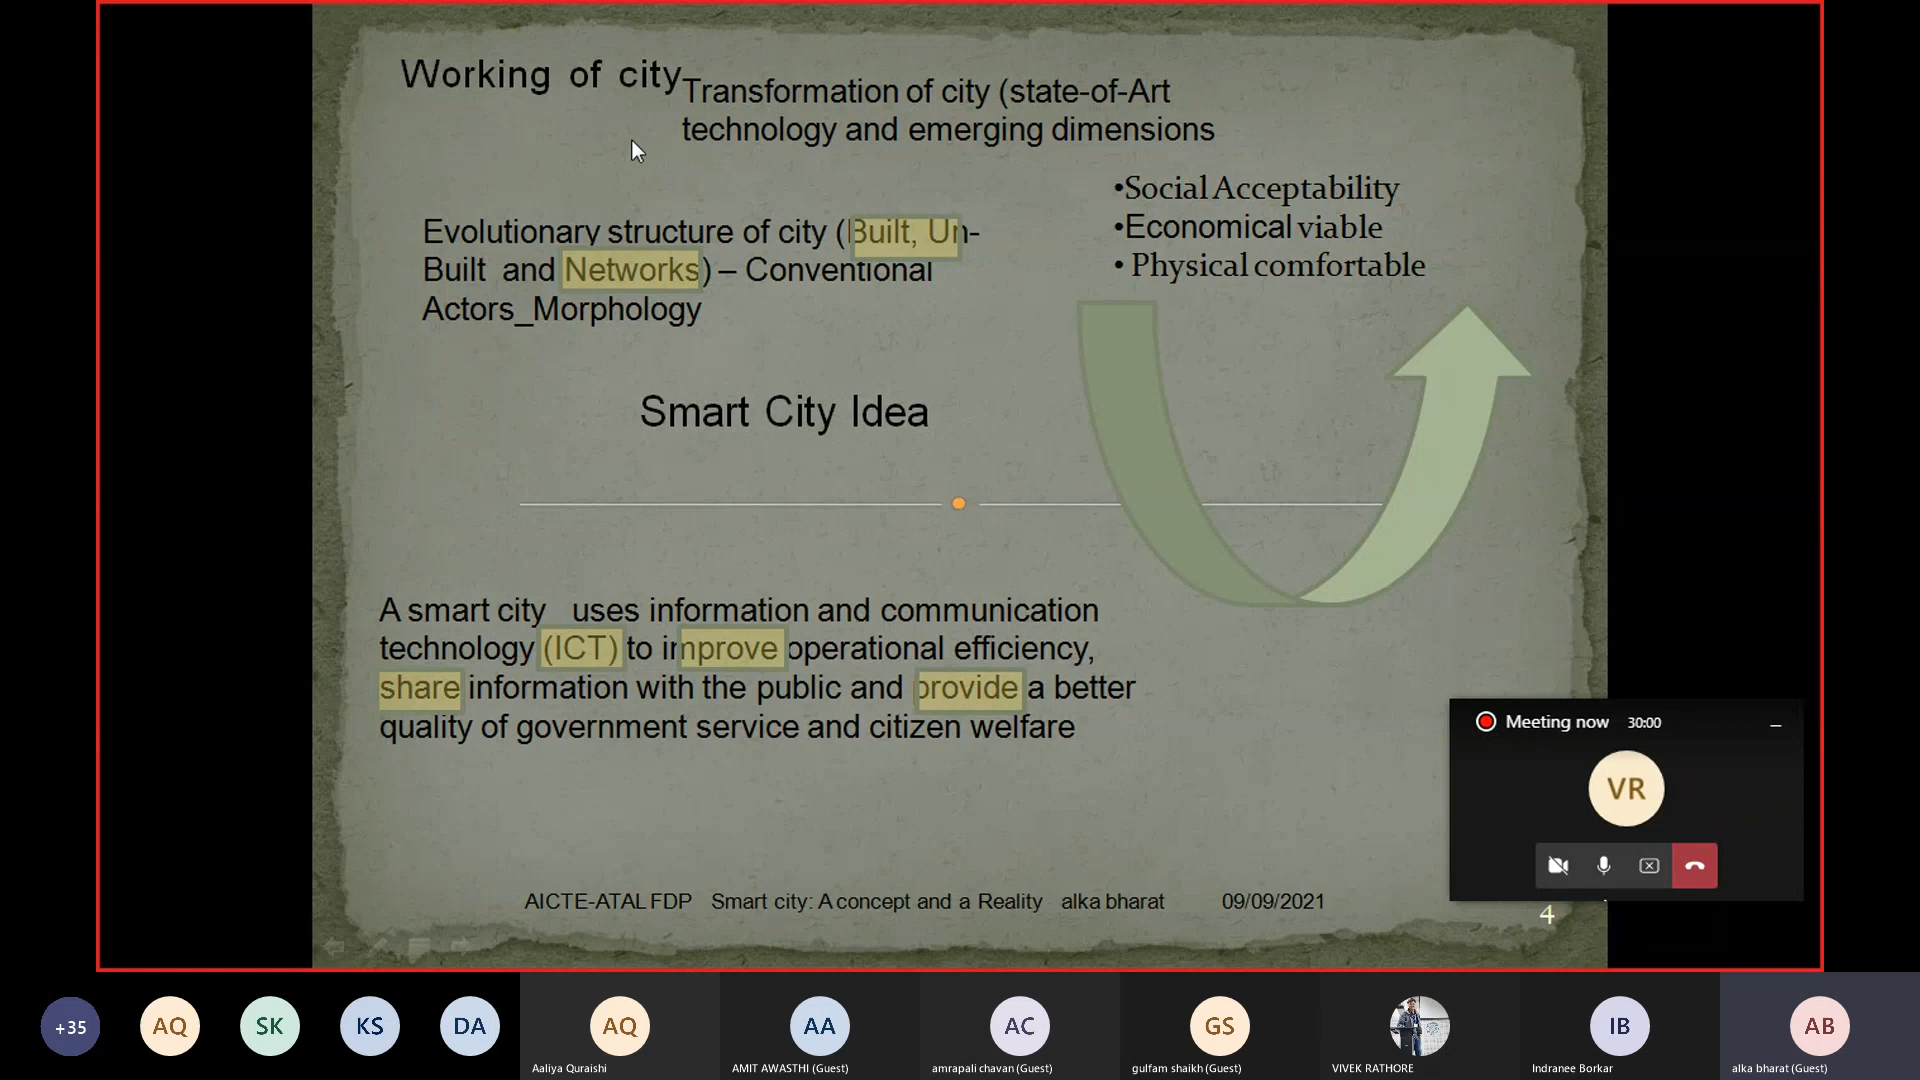 Working of city
Transformation of city (state-of-Art
technology and emerging dimensions
•Social Acceptability
•Economical viable
• Physical comfortable
Evolutionary structure of city (Built, Un-
Built and Networks) – Conventional
Actors_Morphology
Smart City Idea
A smart city uses information and communication
technology (ICT) to improve operational efficiency,
share information with the public and provide a better
quality of government service and citizen welfare
Meeting now 30:00
VR
AICTE-ATAL FDP Smart city: A concept and a Reality alka bharat 09/09/2021
4
+35 AQ SK KS DA AQ AA AC GS IB AB
Aaliya Quraishi AMIT AWASTHI (Guest) amrapali chavan (Guest) gulfam shaikh (Guest) VIVEK RATHORE Indranee Borkar alka bharat (Guest)